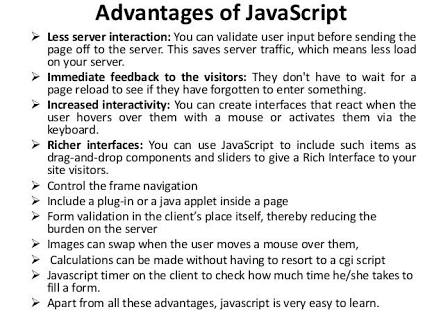 Advantages of JavaScript
➢ Less server interaction: You can validate user input before sending the
page off to the server. This saves server traffic, which means less load
on your server.
➢ Immediate feedback to the visitors: They don't have to wait for a
page reload to see if they have forgotten to enter something.
➢ Increased interactivity: You can create interfaces that react when the
user hovers over them with a mouse or activates them via the
keyboard.
➢ Richer interfaces: You can use JavaScript to include such items as
drag-and-drop components and sliders to give a Rich Interface to your
site visitors.
➢ Control the frame navigation
➢ Include a plug-in or a java applet inside a page
➢ Form validation in the client’s place itself, thereby reducing the
burden on the server
➢ Images can swap when the user moves a mouse over them,
➢ Calculations can be made without having to resort to a cgi script
➢ Javascript timer on the client to check how much time he/she takes to
fill a form.
➢ Apart from all these advantages, javascript is very easy to learn.